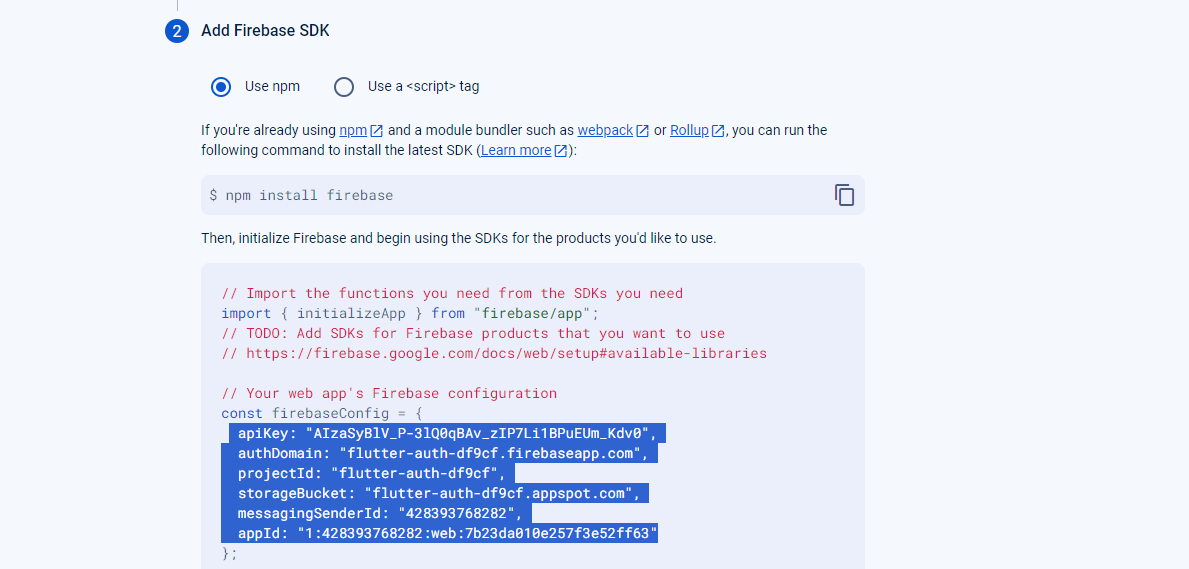 2 Add Firebase SDK
Use npm Use a <script> tag
If you're already using npm and a module bundler such as webpack or Rollup, you can run the
following command to install the latest SDK (Learn more):
$ npm install firebase
Then, initialize Firebase and begin using the SDKs for the products you'd like to use.
// Import the functions you need from the SDKs you need
import { initializeApp } from "firebase/app";
// TODO: Add SDKs for Firebase products that you want to use
// https://firebase.google.com/docs/web/setup#available-libraries
// Your web app's Firebase configuration
const firebaseConfig = {
apiKey: "AIzaSyBlV_P-3lQ0qBAv_zIP7Li1BPuEUm_Kdv0",
authDomain: "flutter-auth-df9cf.firebaseapp.com",
projectId: "flutter-auth-df9cf",
storageBucket: "flutter-auth-df9cf.appspot.com",
messagingSenderId: "428393768282",
appId: "1:428393768282:web:7b23da010e257f3e52ff63"
};